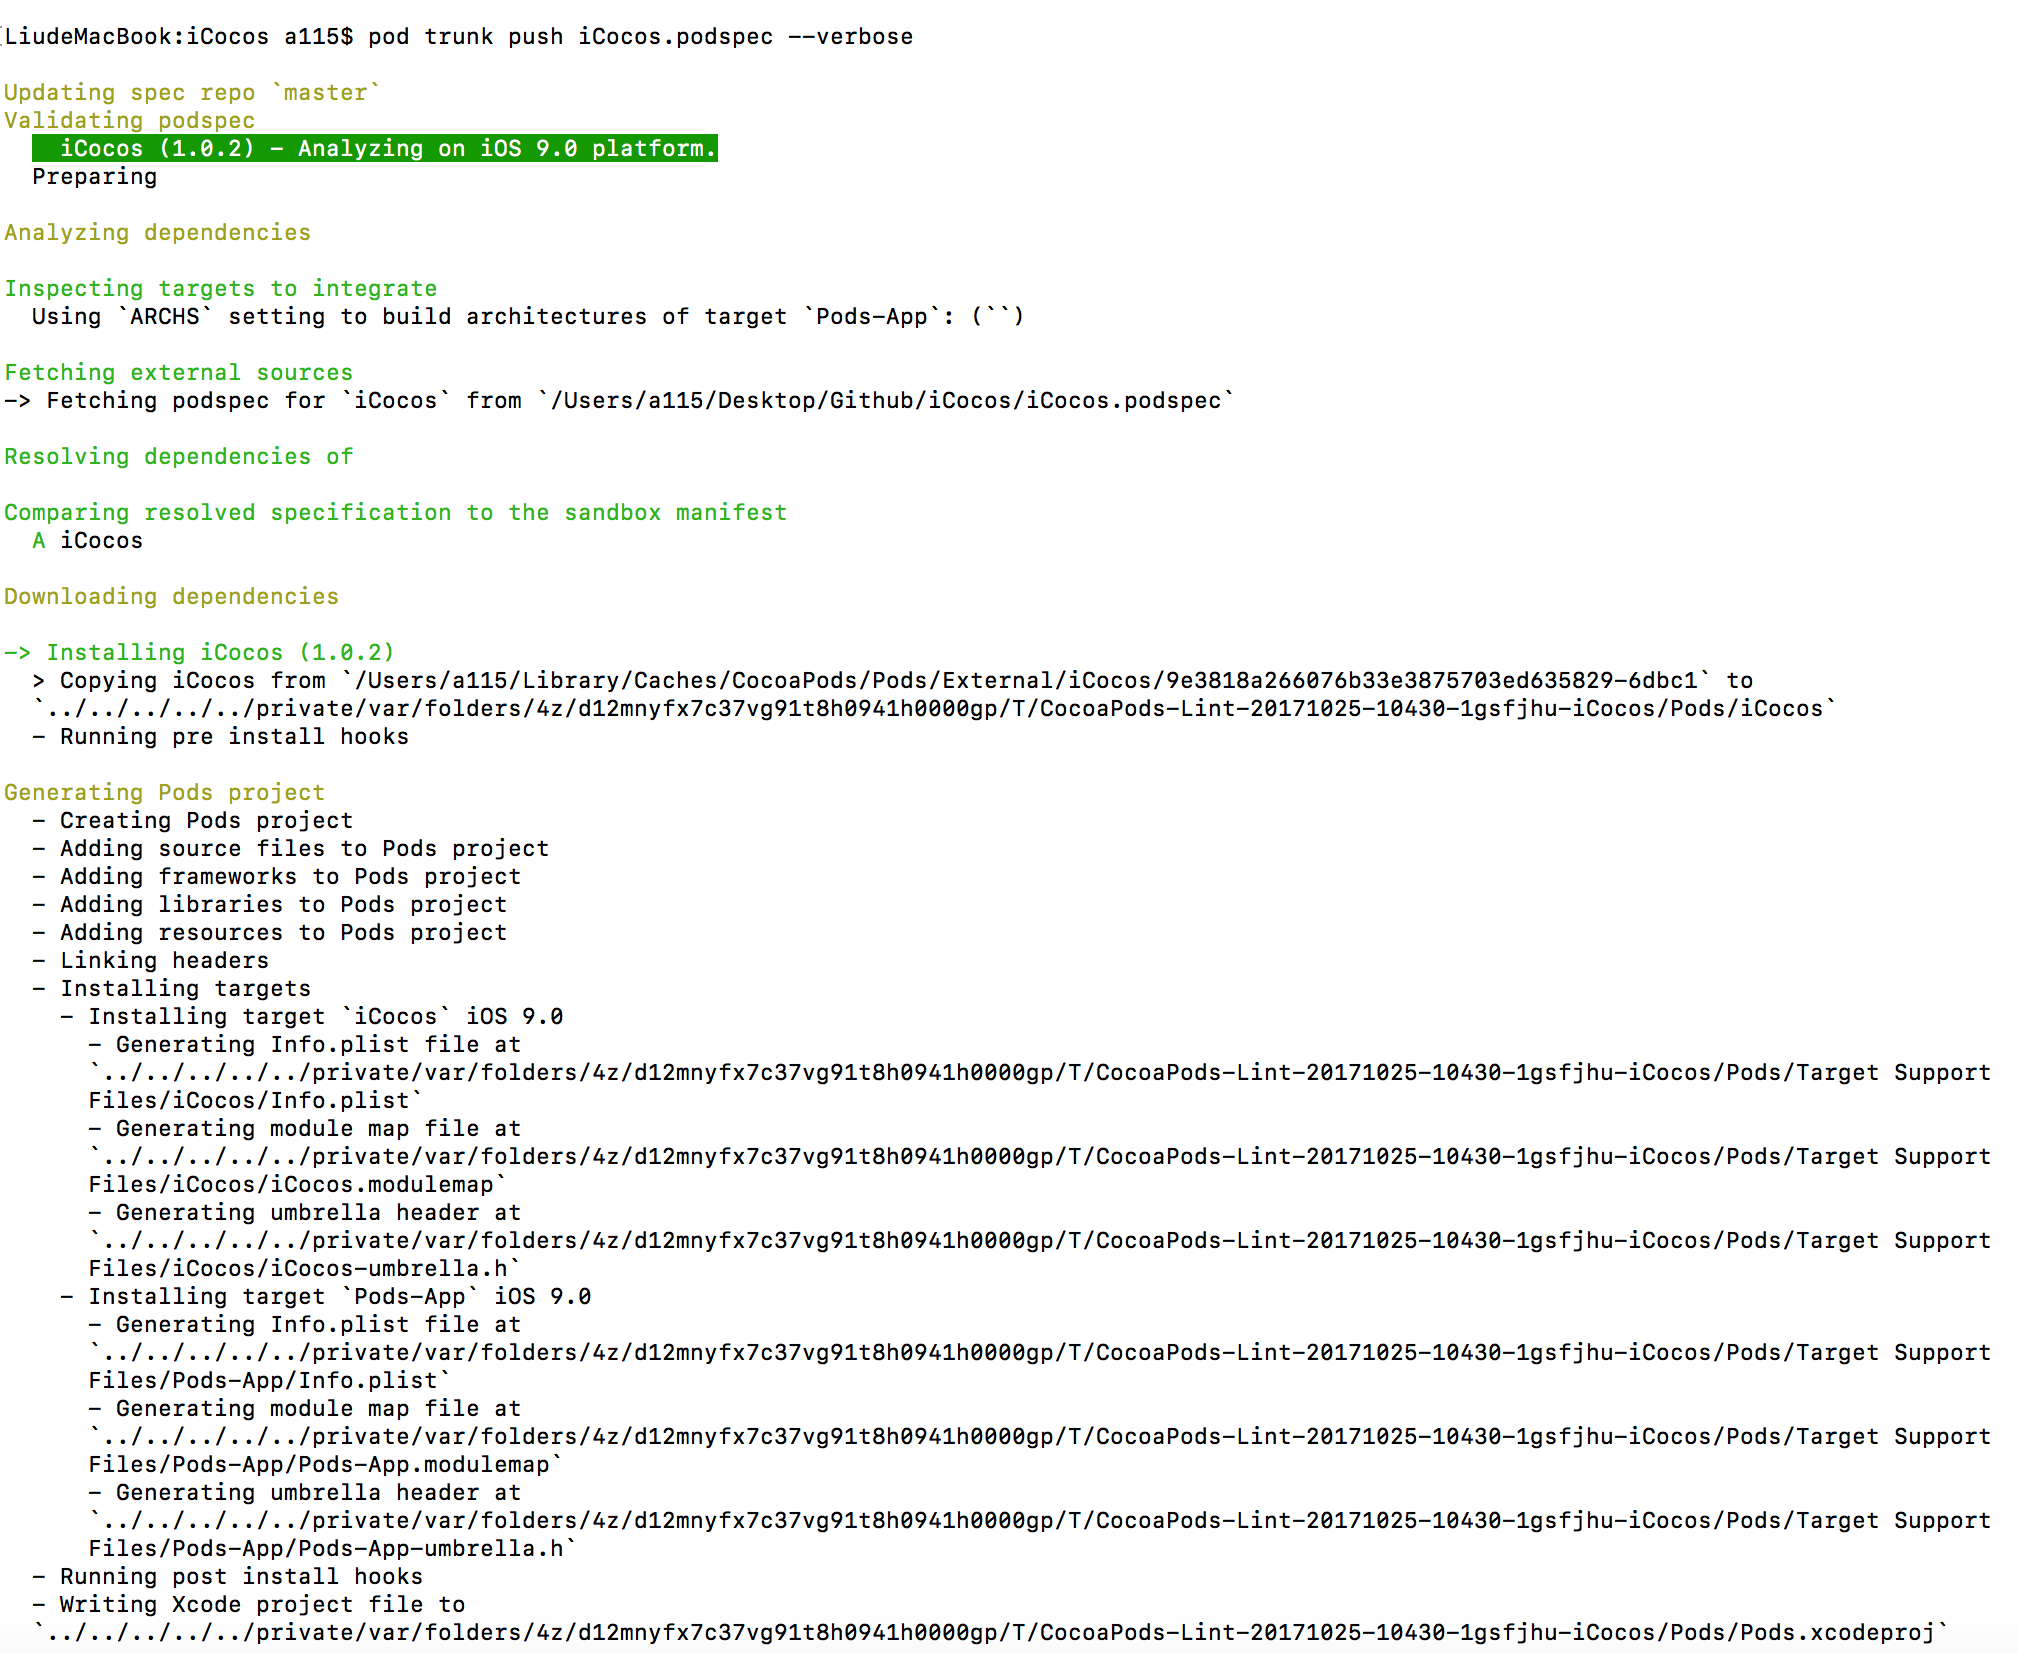 LiudeMacBook:iCocos a115$ pod trunk push iCocos.podspec --verbose
Updating spec repo `master`
Validating podspec
iCocos (1.0.2) - Analyzing on iOS 9.0 platform.
Preparing
Analyzing dependencies
Inspecting targets to integrate
Using `ARCHS` setting to build architectures of target `Pods-App`: (``)
Fetching external sources
-> Fetching podspec for `iCocos` from `/Users/a115/Desktop/Github/iCocos/iCocos.podspec`
Resolving dependencies of
Comparing resolved specification to the sandbox manifest
A iCocos
Downloading dependencies
-> Installing iCocos (1.0.2)
> Copying iCocos from `/Users/a115/Library/Caches/CocoaPods/Pods/External/iCocos/9e3818a266076b33e3875703ed635829-6dbc1` to
`../../../../../private/var/folders/4z/d12mnyfx7c37vg91t8h0941h0000gp/T/CocoaPods-Lint-20171025-10430-1gsfjhu-iCocos/Pods/iCocos`
- Running pre install hooks
Generating Pods project
- Creating Pods project
- Adding source files to Pods project
- Adding frameworks to Pods project
- Adding libraries to Pods project
- Adding resources to Pods project
- Linking headers
- Installing targets
- Installing target `iCocos` iOS 9.0
- Generating Info.plist file at
`../../../../../private/var/folders/4z/d12mnyfx7c37vg91t8h0941h0000gp/T/CocoaPods-Lint-20171025-10430-1gsfjhu-iCocos/Pods/Target Support
Files/iCocos/Info.plist`
- Generating module map file at
`../../../../../private/var/folders/4z/d12mnyfx7c37vg91t8h0941h0000gp/T/CocoaPods-Lint-20171025-10430-1gsfjhu-iCocos/Pods/Target Support
Files/iCocos/iCocos.modulemap`
- Generating umbrella header at
`../../../../../private/var/folders/4z/d12mnyfx7c37vg91t8h0941h0000gp/T/CocoaPods-Lint-20171025-10430-1gsfjhu-iCocos/Pods/Target Support
Files/iCocos/iCocos-umbrella.h`
- Installing target `Pods-App` iOS 9.0
- Generating Info.plist file at
`../../../../../private/var/folders/4z/d12mnyfx7c37vg91t8h0941h0000gp/T/CocoaPods-Lint-20171025-10430-1gsfjhu-iCocos/Pods/Target Support
Files/Pods-App/Info.plist`
- Generating module map file at
`../../../../../private/var/folders/4z/d12mnyfx7c37vg91t8h0941h0000gp/T/CocoaPods-Lint-20171025-10430-1gsfjhu-iCocos/Pods/Target Support
Files/Pods-App/Pods-App.modulemap`
- Generating umbrella header at
`../../../../../private/var/folders/4z/d12mnyfx7c37vg91t8h0941h0000gp/T/CocoaPods-Lint-20171025-10430-1gsfjhu-iCocos/Pods/Target Support
Files/Pods-App/Pods-App-umbrella.h`
- Running post install hooks
- Writing Xcode project file to
`../../../../../private/var/folders/4z/d12mnyfx7c37vg91t8h0941h0000gp/T/CocoaPods-Lint-20171025-10430-1gsfjhu-iCocos/Pods/Pods.xcodeproj`